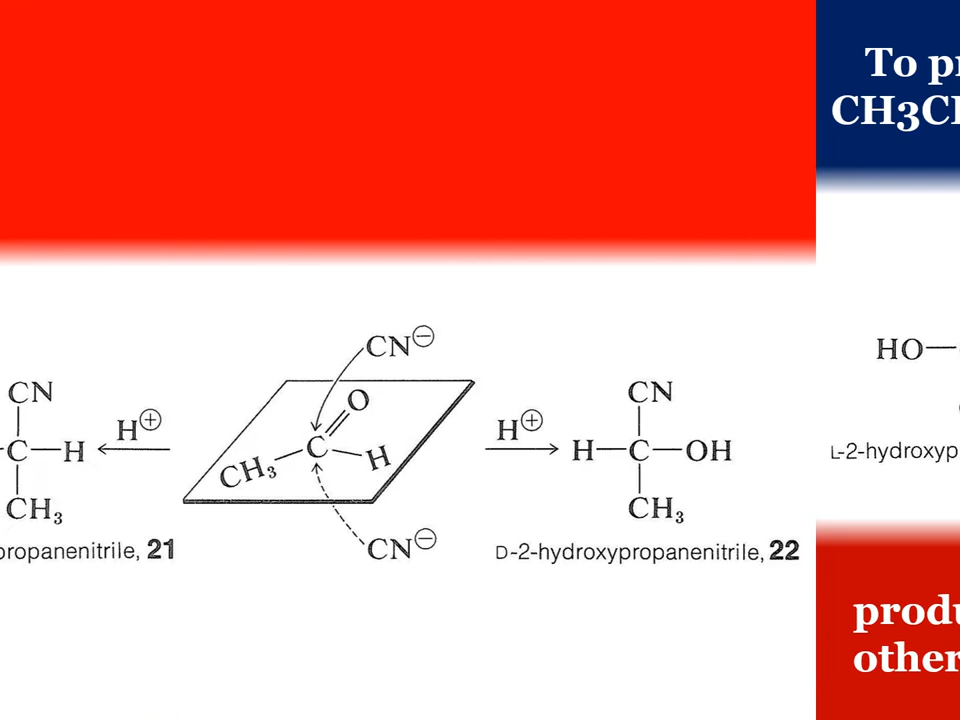 To pr
CH3CH
CN⊖
CN
H⊕
C—H
CH3
propanenitrile, 21
O
CH3—C—H
CN⊖
H⊕
CN
H—C—OH
CH3
D-2-hydroxypropanenitrile, 22
HO—
L-2-hydroxyp
produ
other